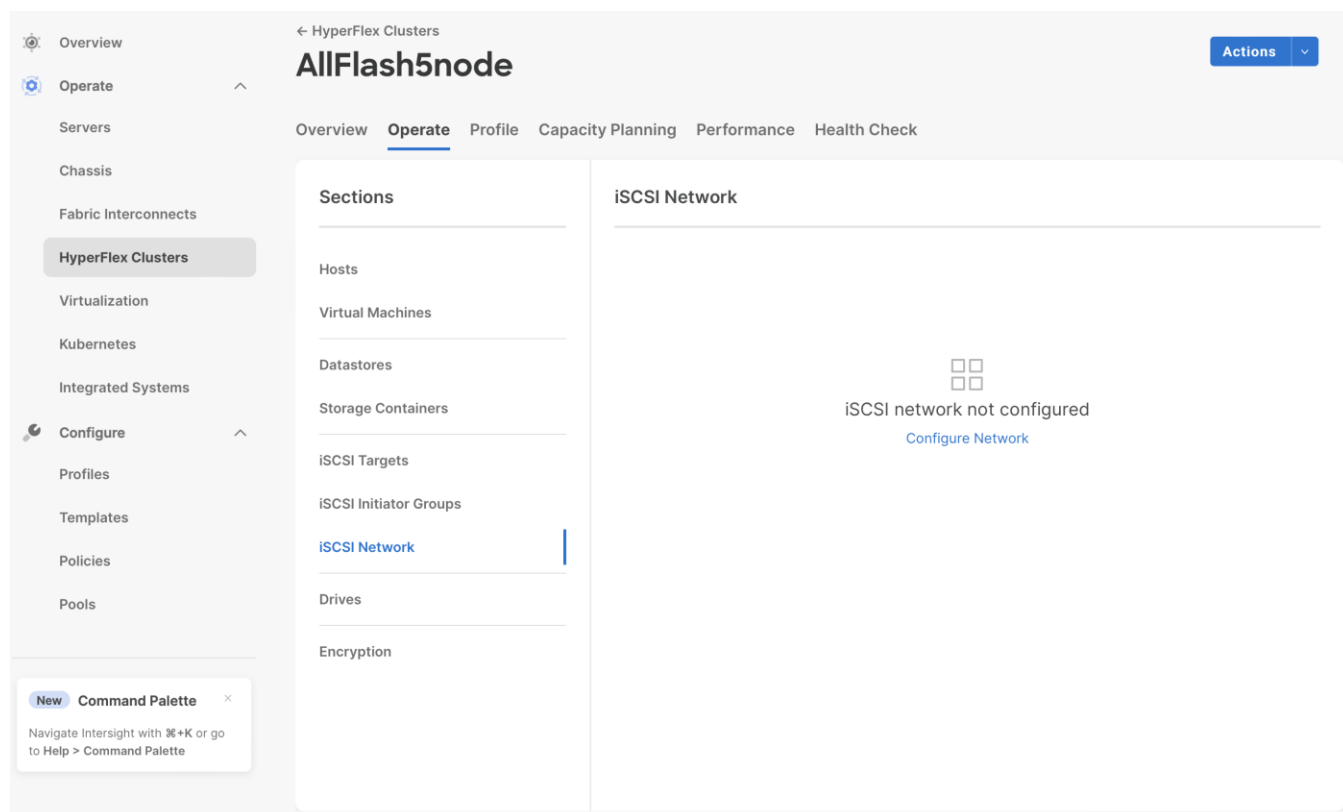 Overview
Operate
Servers
Chassis
Fabric Interconnects
HyperFlex Clusters
Virtualization
Kubernetes
Integrated Systems
Configure
Profiles
Templates
Policies
Pools
New Command Palette
Navigate Intersight with ⌘+K or go
to Help > Command Palette
← HyperFlex Clusters
AllFlash5node
Actions
Overview Operate Profile Capacity Planning Performance Health Check
Sections
Hosts
Virtual Machines
Datastores
Storage Containers
iSCSI Targets
iSCSI Initiator Groups
iSCSI Network
Drives
Encryption
iSCSI Network
iSCSI network not configured
Configure Network